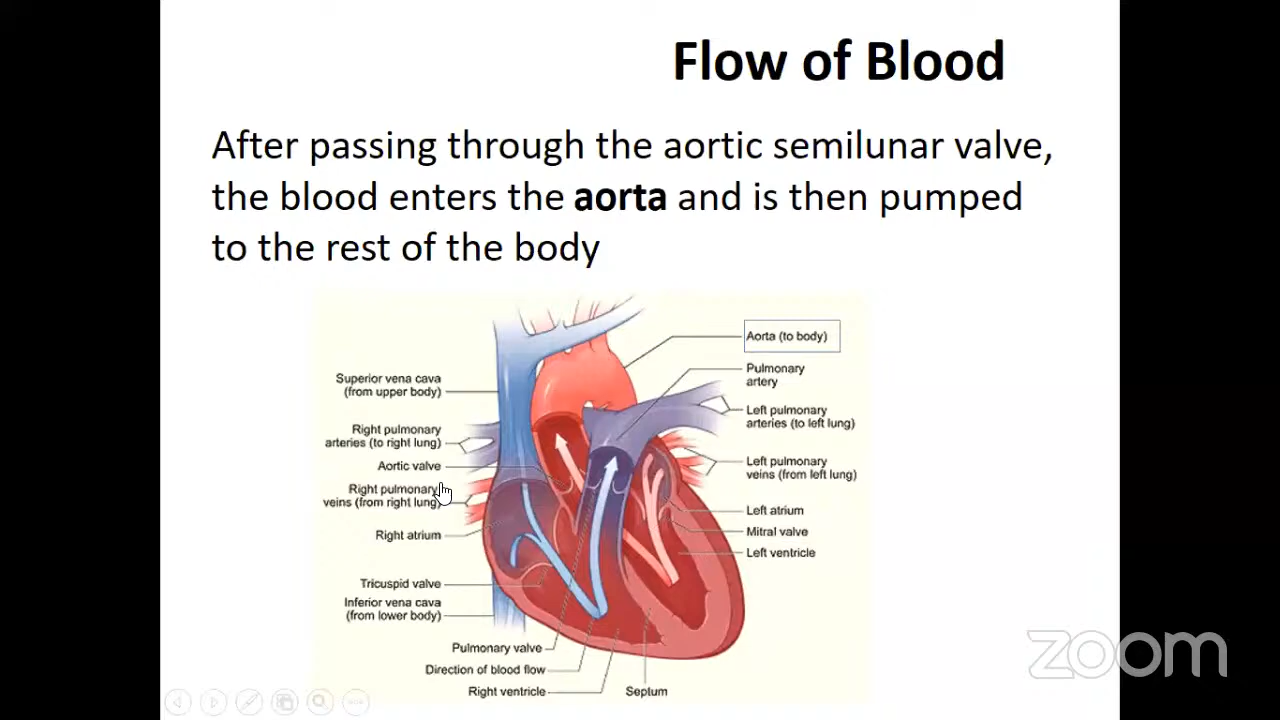 Flow of Blood
After passing through the aortic semilunar valve,
the blood enters the aorta and is then pumped
to the rest of the body
Superior vena cava
(from upper body)
Right pulmonary
arteries (to right lung)
Aortic valve
Right pulmonary
veins (from right lung)
Right atrium
Tricuspid valve
Inferior vena cava
(from lower body)
Pulmonary valve
Direction of blood flow
Right ventricle
Septum
Aorta (to body)
Pulmonary
artery
Left pulmonary
arteries (to left lung)
Left pulmonary
veins (from left lung)
Left atrium
Mitral valve
Left ventricle
zoom